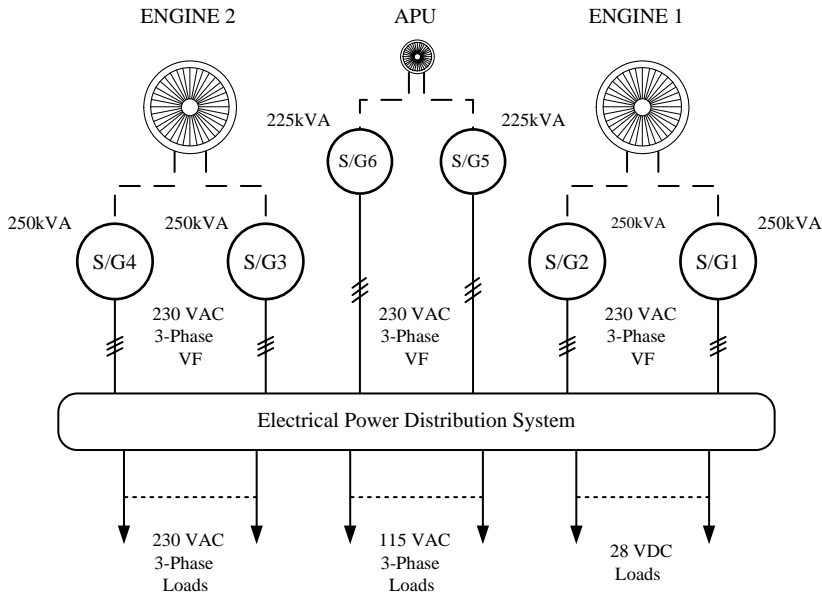 ENGINE 2
APU
ENGINE 1
225kVA
225kVA
S/G6
S/G5
250kVA
250kVA
250kVA
250kVA
S/G4
S/G3
S/G2
S/G1
230 VAC
3-Phase
VF
230 VAC
3-Phase
VF
230 VAC
3-Phase
VF
Electrical Power Distribution System
230 VAC
3-Phase
Loads
115 VAC
3-Phase
Loads
28 VDC
Loads